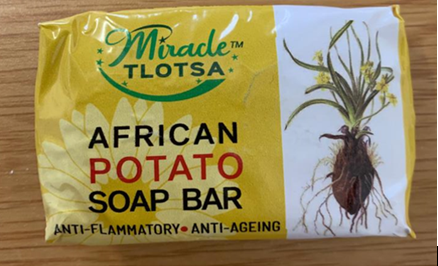 Miracle™
TLOTSA
AFRICAN
POTATO
SOAP BAR
ANTI-FLAMMATORY• ANTI-AGEING